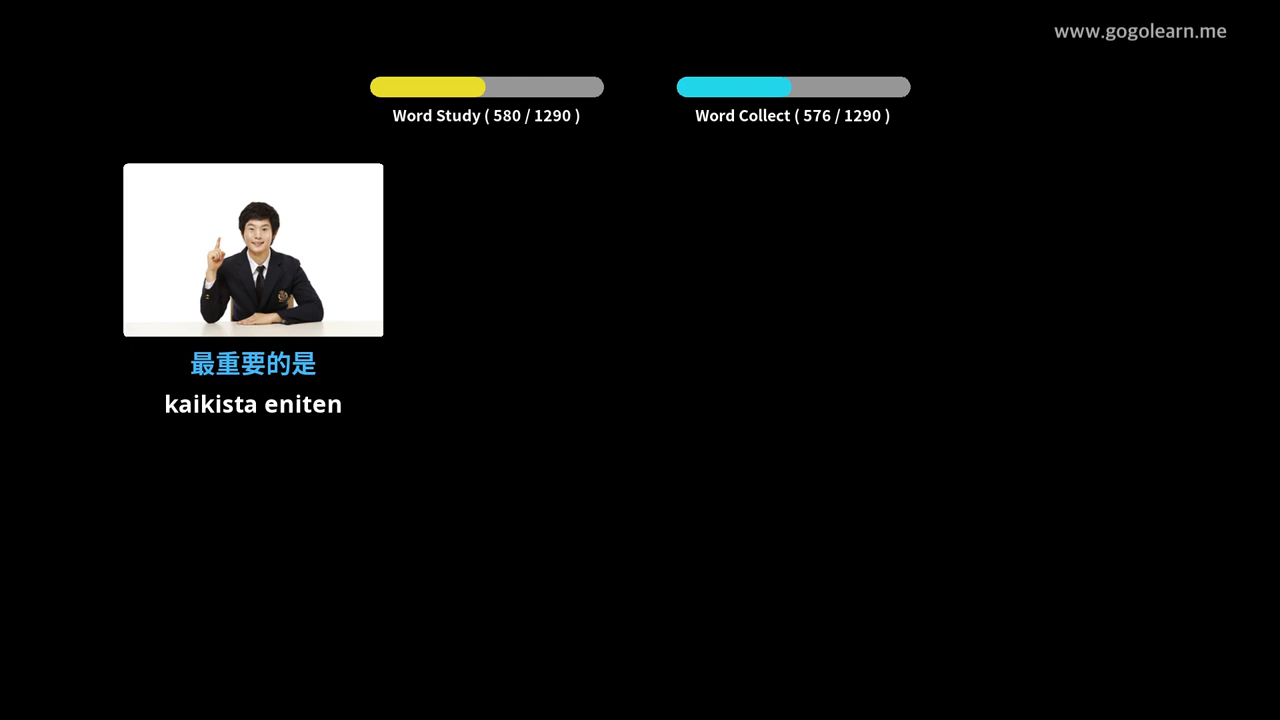 www.gogolearn.me
Word Study ( 580 / 1290 )
Word Collect ( 576 / 1290 )
最重要的是
kaikista eniten